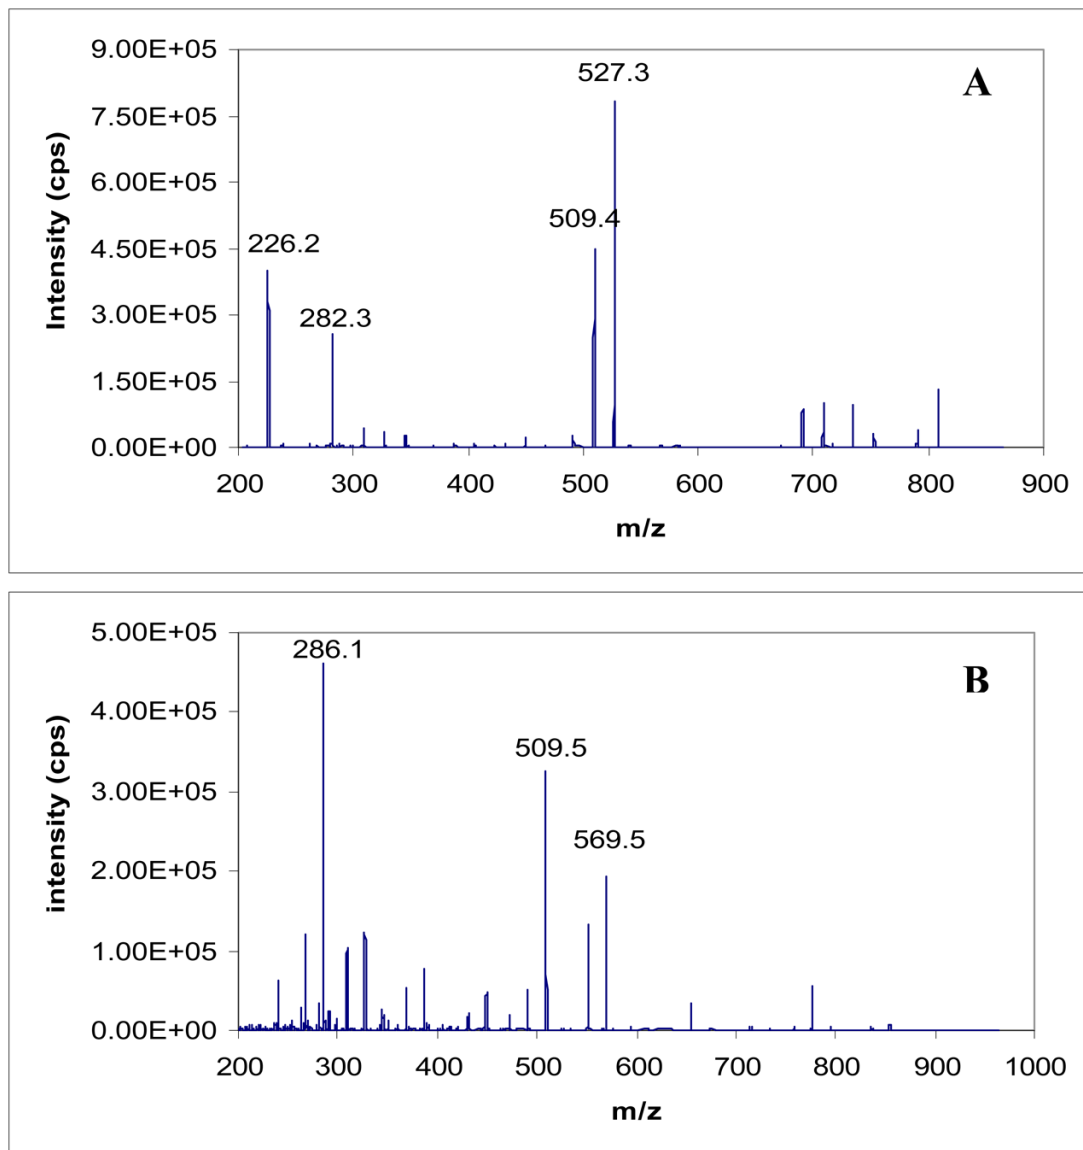 9.00E+05
7.50E+05
6.00E+05
4.50E+05
3.00E+05
1.50E+05
0.00E+00
Intensity (cps)
A
527.3
509.4
226.2
282.3
200 300 400 500 600 700 800 900
m/z
5.00E+05
4.00E+05
3.00E+05
2.00E+05
1.00E+05
0.00E+00
intensity (cps)
B
286.1
509.5
569.5
200 300 400 500 600 700 800 900 1000
m/z